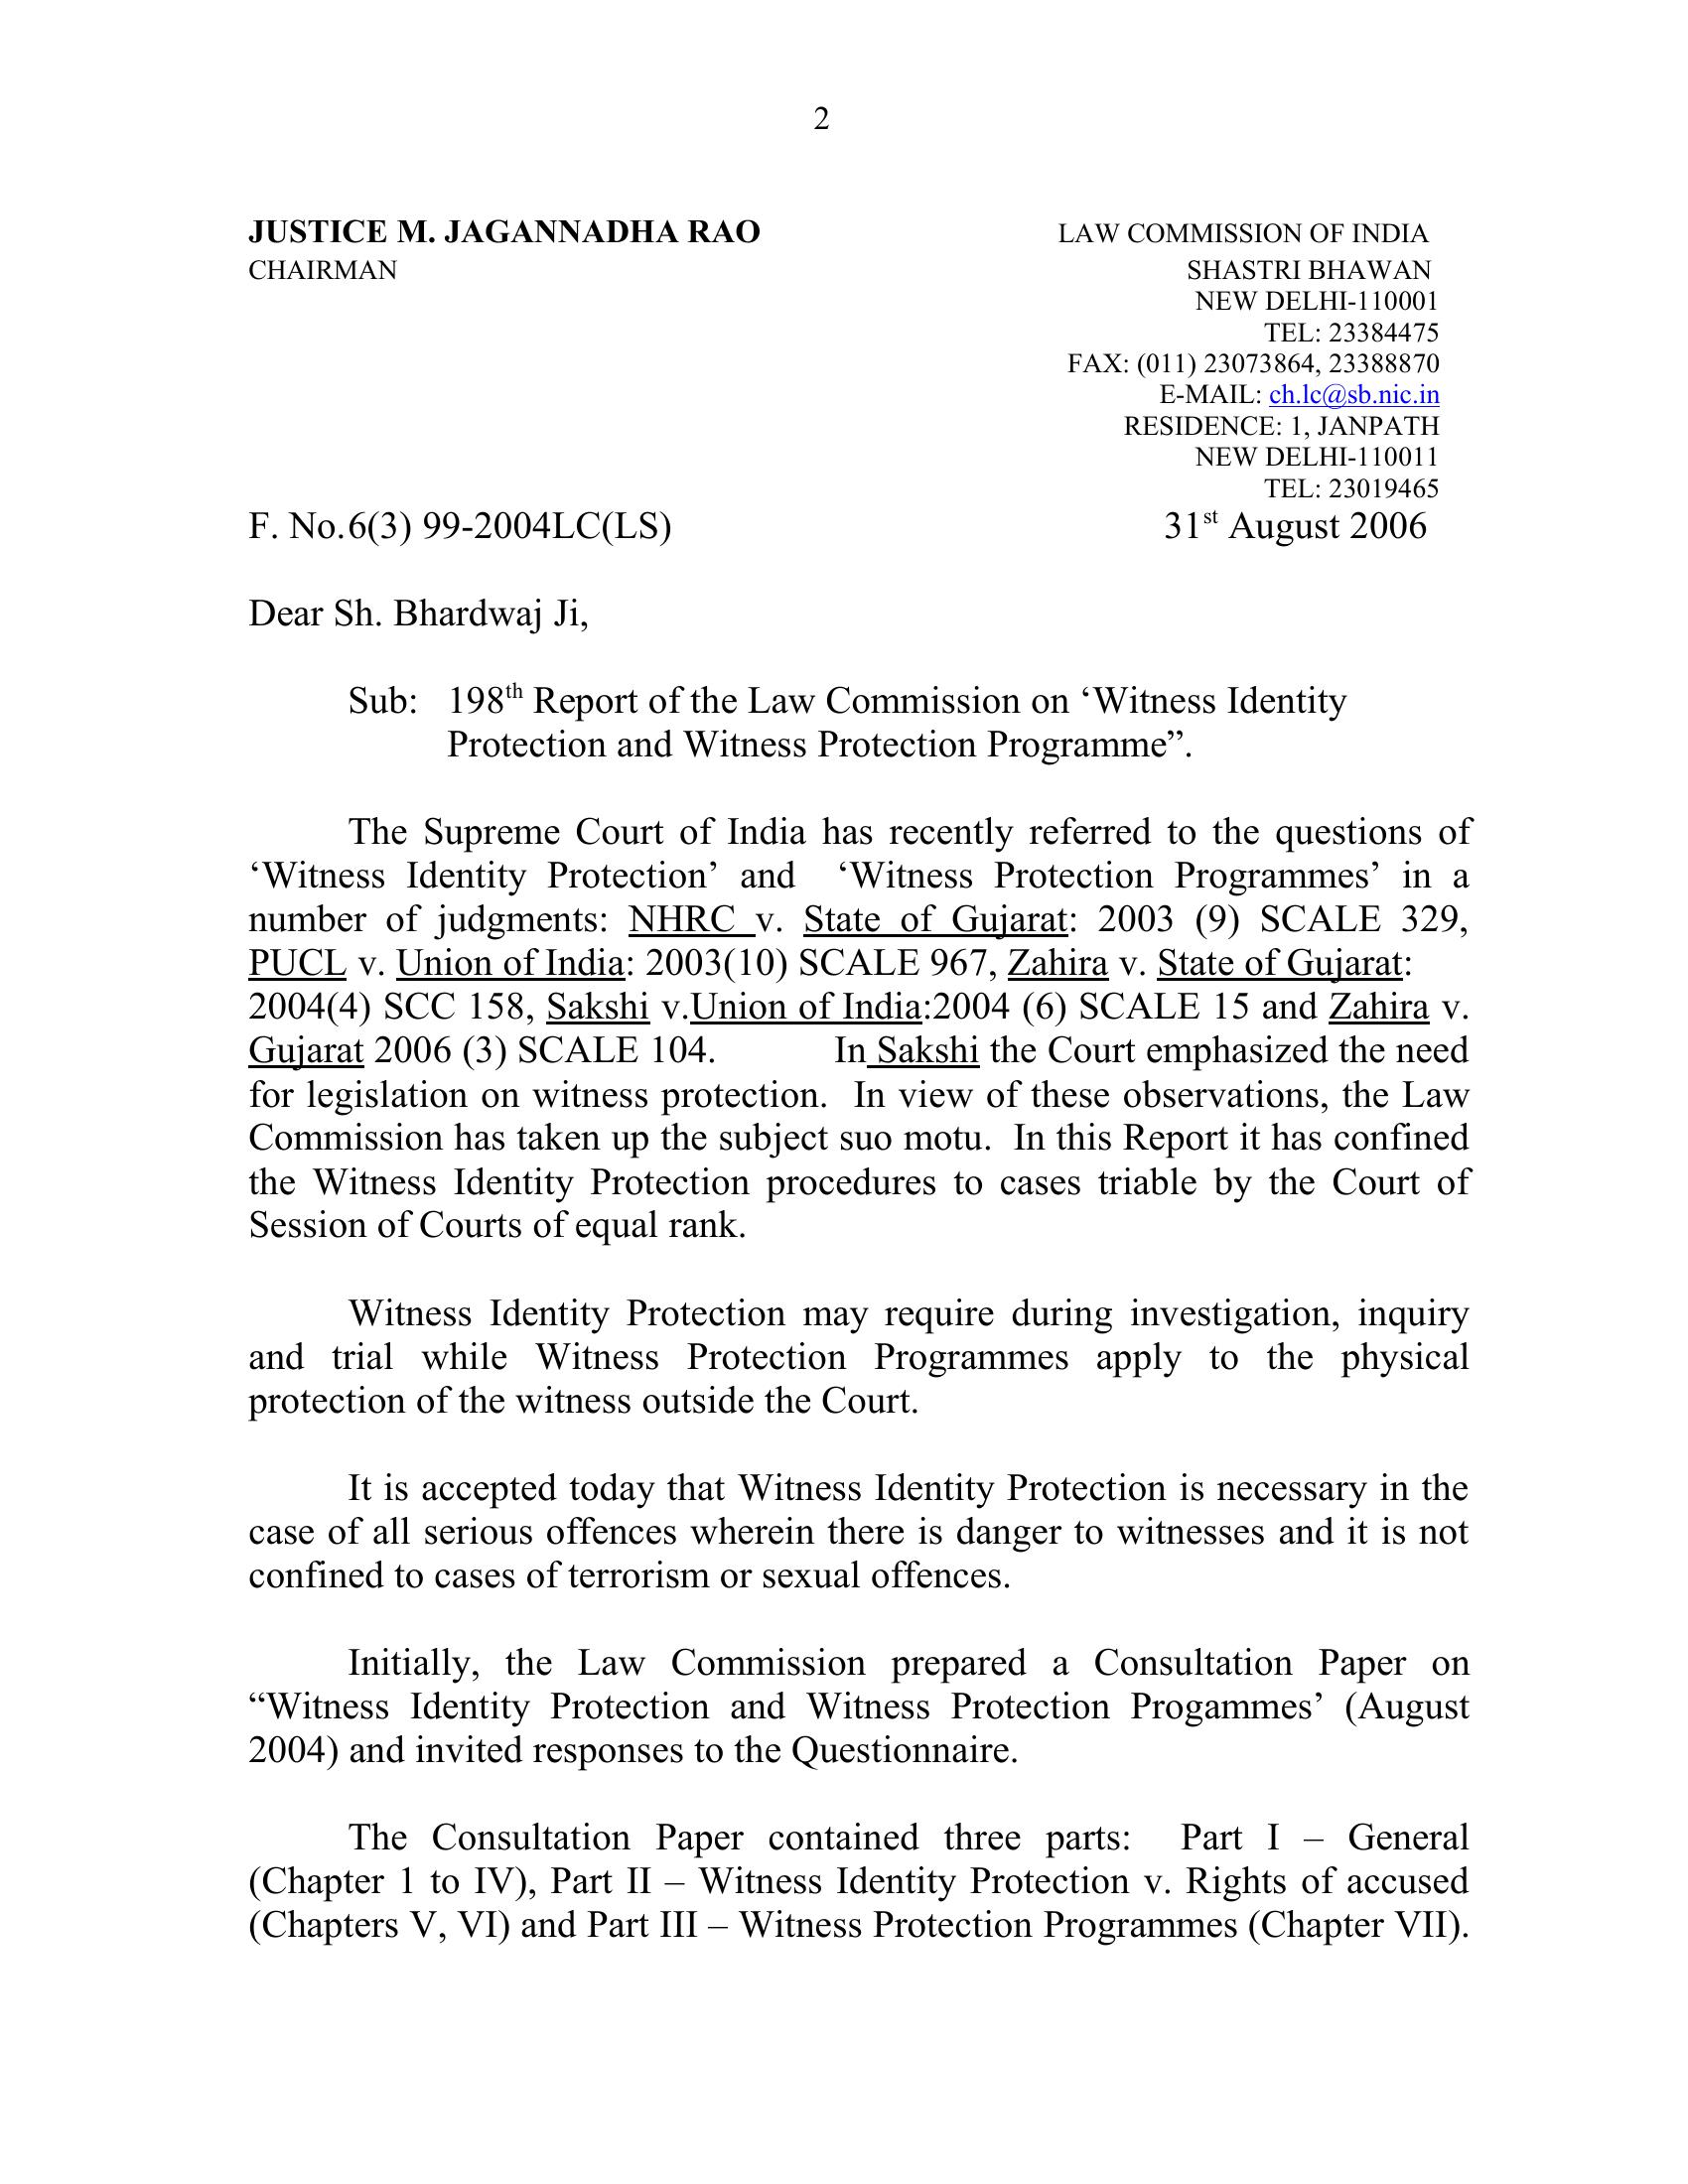 2
JUSTICE M. JAGANNADHA RAO LAW COMMISSION OF INDIA
CHAIRMAN SHASTRI BHAWAN
NEW DELHI-110001
TEL: 23384475
FAX: (011) 23073864, 23388870
E-MAIL: ch.lc@sb.nic.in
RESIDENCE: 1, JANPATH
NEW DELHI-110011
TEL: 23019465
F. No.6(3) 99-2004LC(LS) 31st August 2006
Dear Sh. Bhardwaj Ji,
Sub: 198th Report of the Law Commission on ‘Witness Identity
Protection and Witness Protection Programme”.
The Supreme Court of India has recently referred to the questions of
‘Witness Identity Protection’ and ‘Witness Protection Programmes’ in a
number of judgments: NHRC v. State of Gujarat: 2003 (9) SCALE 329,
PUCL v. Union of India: 2003(10) SCALE 967, Zahira v. State of Gujarat:
2004(4) SCC 158, Sakshi v.Union of India:2004 (6) SCALE 15 and Zahira v.
Gujarat 2006 (3) SCALE 104. In Sakshi the Court emphasized the need
for legislation on witness protection. In view of these observations, the Law
Commission has taken up the subject suo motu. In this Report it has confined
the Witness Identity Protection procedures to cases triable by the Court of
Session of Courts of equal rank.
Witness Identity Protection may require during investigation, inquiry
and trial while Witness Protection Programmes apply to the physical
protection of the witness outside the Court.
It is accepted today that Witness Identity Protection is necessary in the
case of all serious offences wherein there is danger to witnesses and it is not
confined to cases of terrorism or sexual offences.
Initially, the Law Commission prepared a Consultation Paper on
“Witness Identity Protection and Witness Protection Progammes’ (August
2004) and invited responses to the Questionnaire.
The Consultation Paper contained three parts: Part I – General
(Chapter 1 to IV), Part II – Witness Identity Protection v. Rights of accused
(Chapters V, VI) and Part III – Witness Protection Programmes (Chapter VII).